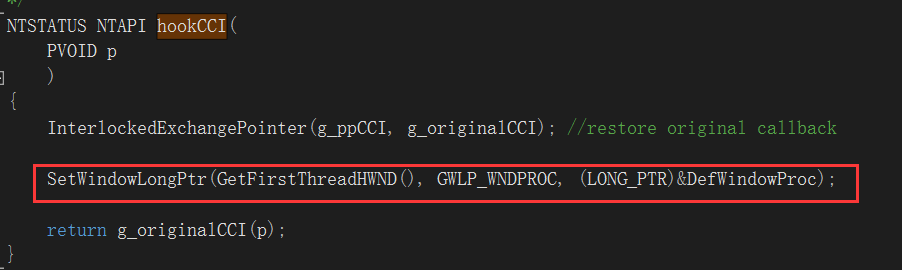 */
NTSTATUS NTAPI hookCCI(
PVOID p
)
{
InterlockedExchangePointer(g_ppCCI, g_originalCCI); //restore original callback
SetWindowLongPtr(GetFirstThreadHWND(), GWLP_WNDPROC, (LONG_PTR)&DefWindowProc);
return g_originalCCI(p);
}